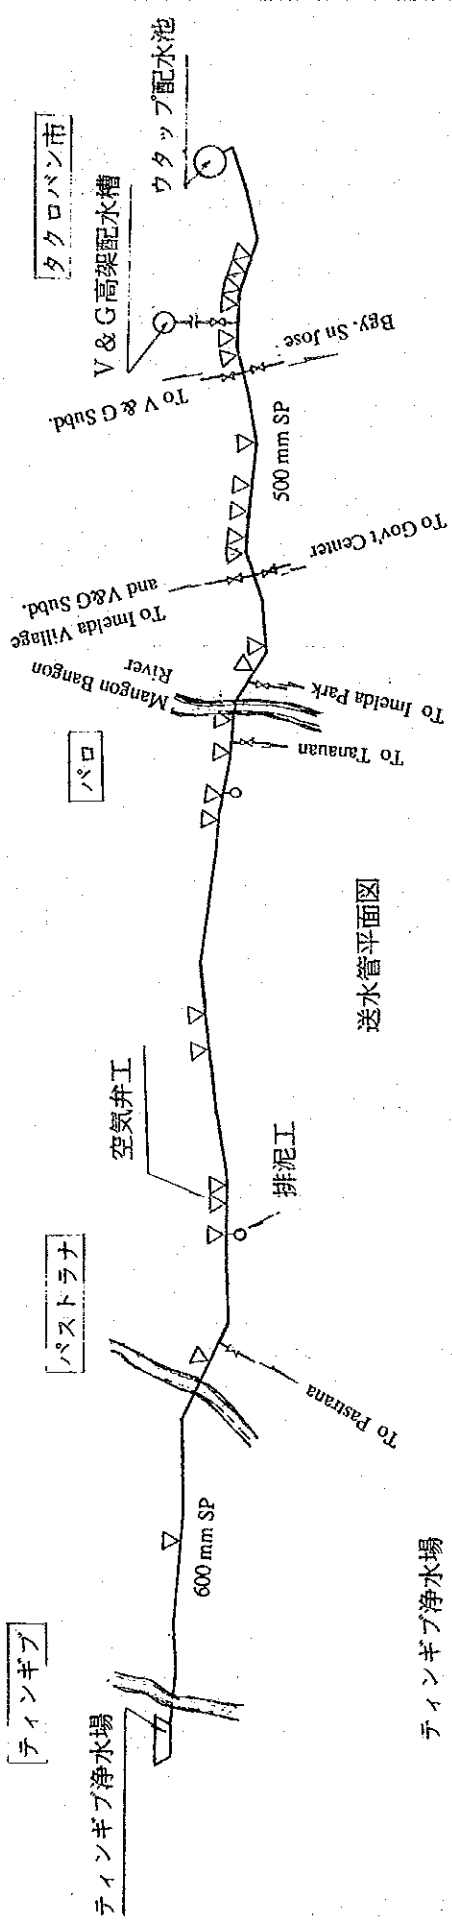 ティンギブ
ティンギブ浄水場
600 mm SP
パストラナ
To Pastrana
空気弁工
排泥工
送水管平面図
パロ
To Tanauan
Mangon Bangon
River
To Imelda Park
To Imelda Village
and V&G Subd.
To Gov't Center
500 mm SP
To V & G Subd.
Bgy. Sn Jose
タクロバン市
V & G高架配水槽
ウタップ配水池
ティンギブ浄水場